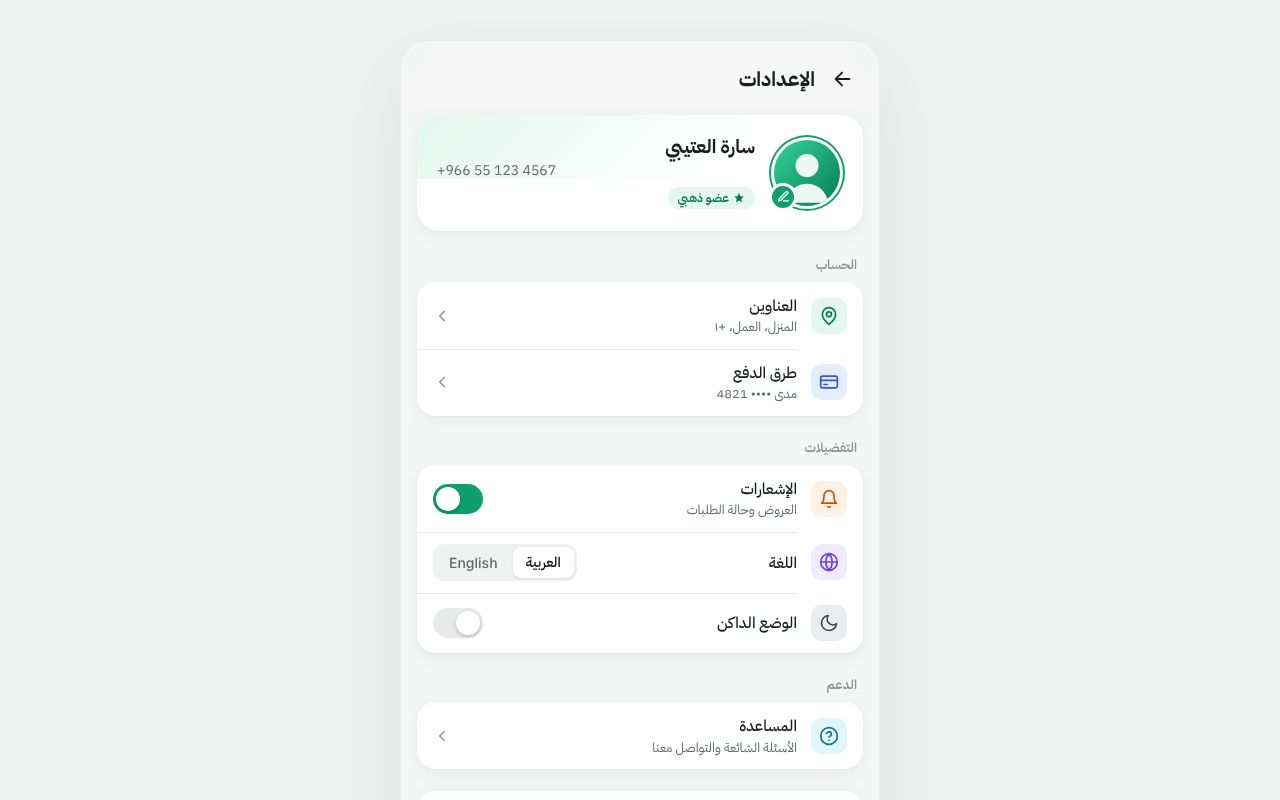 الإعدادات
سارة العتيبي
+966 55 123 4567
عضو ذهبي
الحساب
العناوين
المنزل، العمل، +١
طرق الدفع
مدى •••• 4821
التفضيلات
الإشعارات
العروض وحالة الطلبات
اللغة
العربية English
الوضع الداكن
الدعم
المساعدة
الأسئلة الشائعة والتواصل معنا